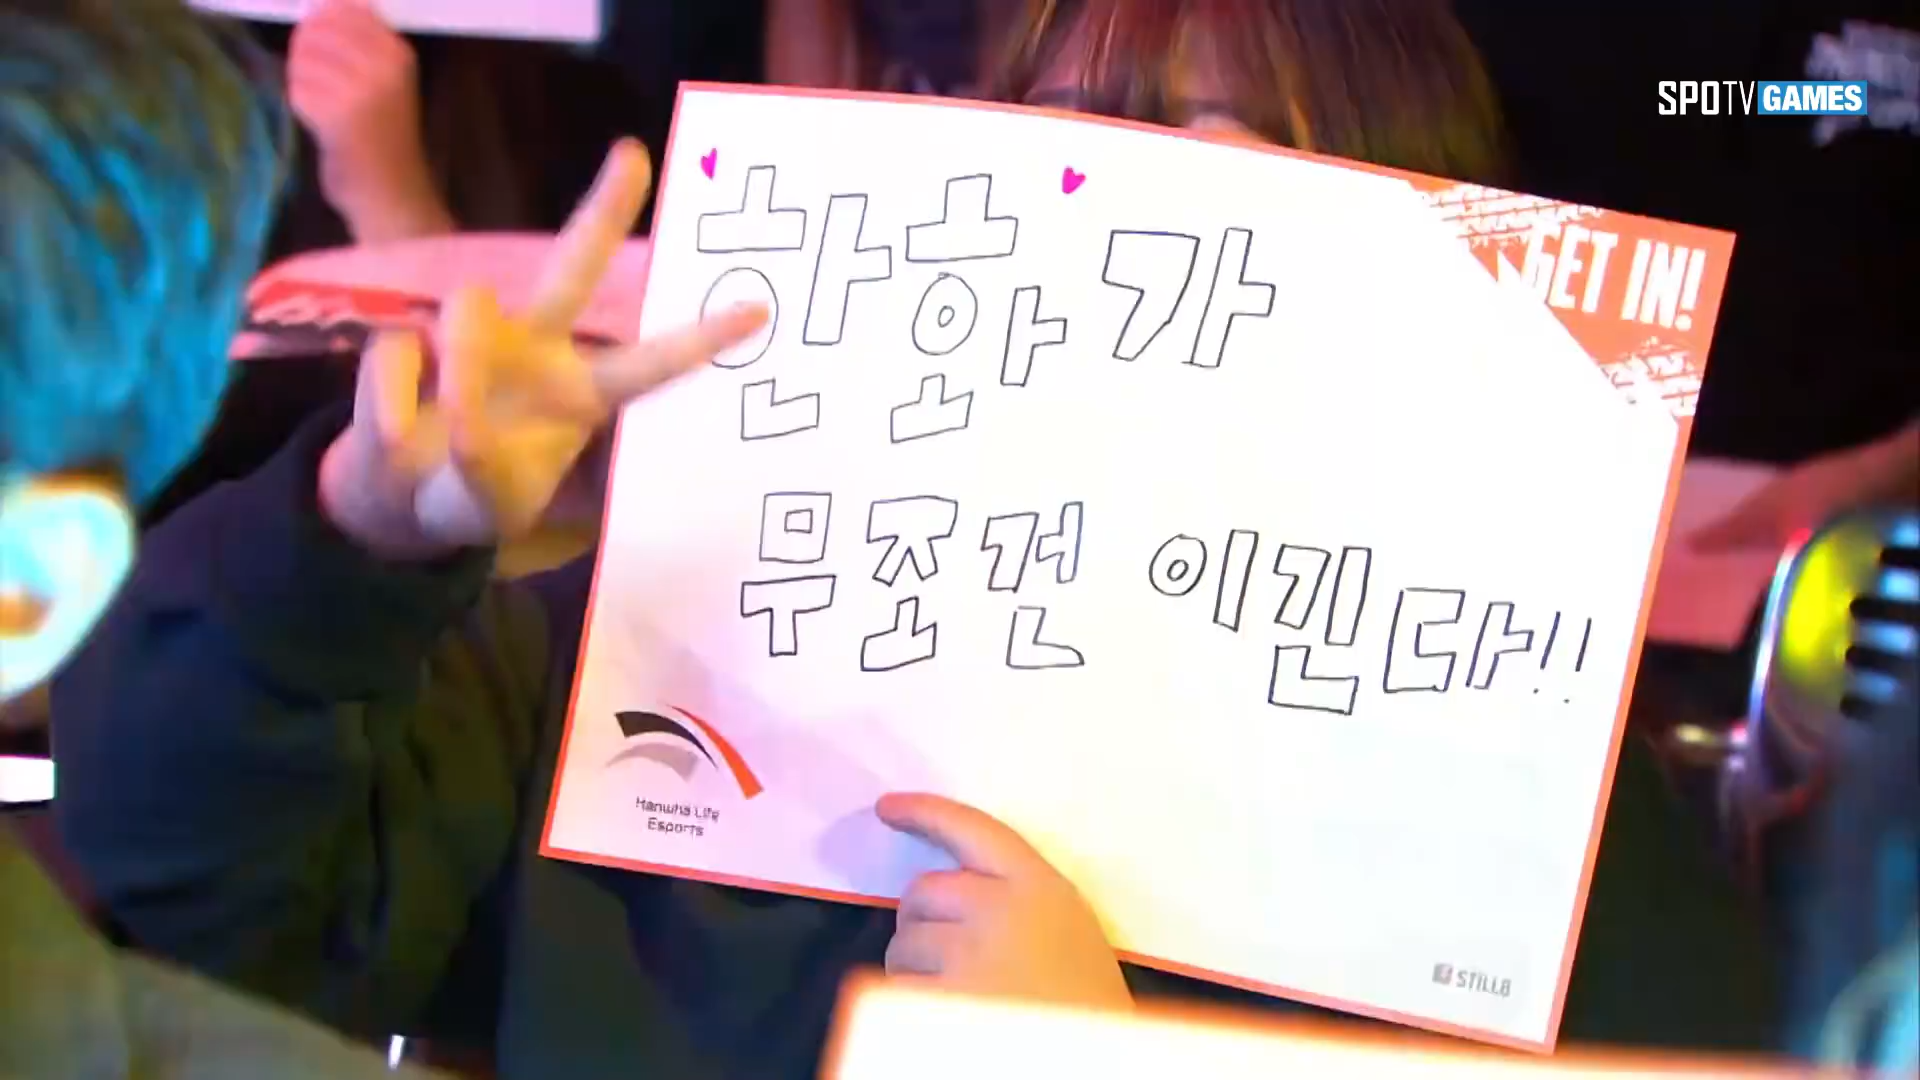 SPOTV GAMES
GET IN!
한화가
무조건 이긴다!!
Hanwha Life
Esports
STILL8